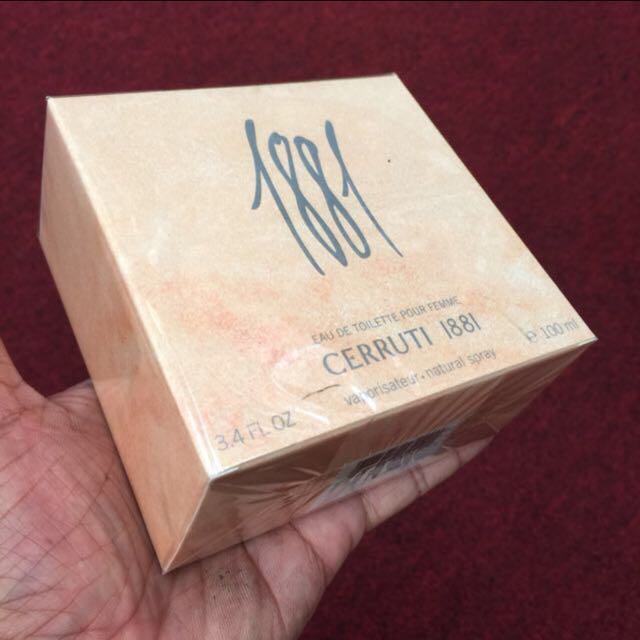 1881
EAU DE TOILETTE POUR FEMME
CERRUTI 1881
vaporisateur · natural spray
3.4 FL OZ
e 100 ml